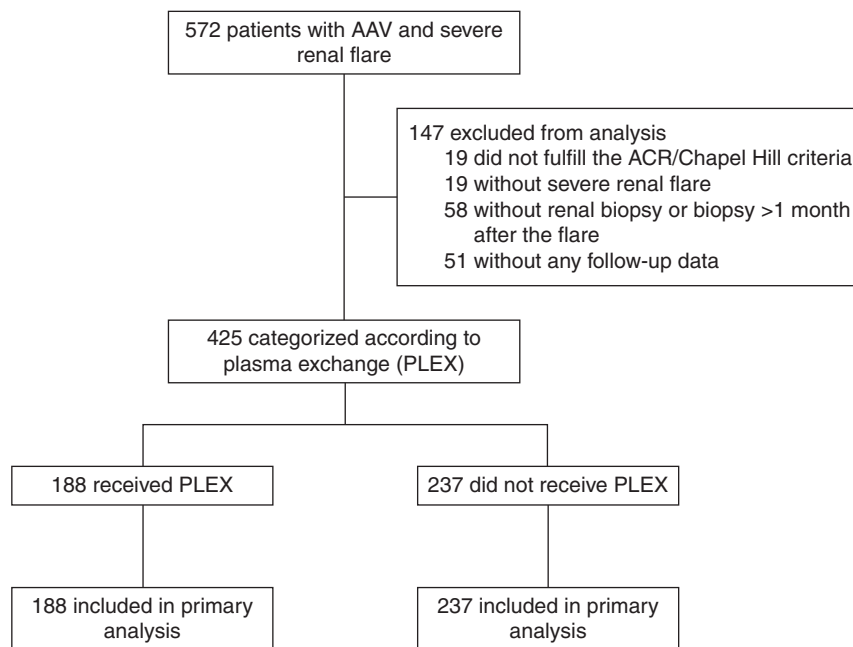 572 patients with AAV and severe
renal flare
147 excluded from analysis
19 did not fulfill the ACR/Chapel Hill criteria
19 without severe renal flare
58 without renal biopsy or biopsy >1 month
after the flare
51 without any follow-up data
425 categorized according to
plasma exchange (PLEX)
188 received PLEX
237 did not receive PLEX
188 included in primary
analysis
237 included in primary
analysis